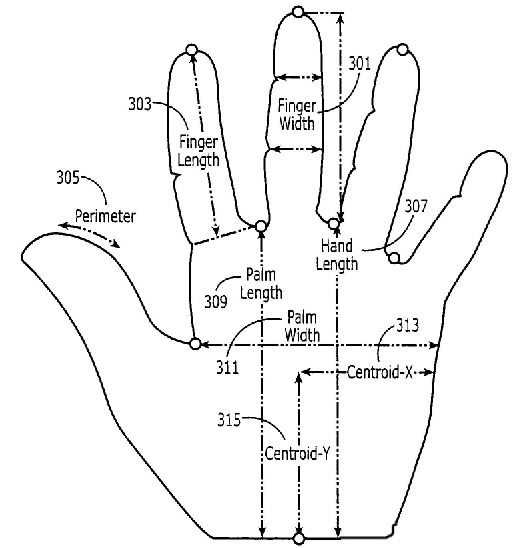 301
303
Finger
Width
Finger
Length
305
Perimeter
307
Hand
Length
Palm
Length
309
Palm
Width
313
311
Centroid-X
315
Centroid-Y